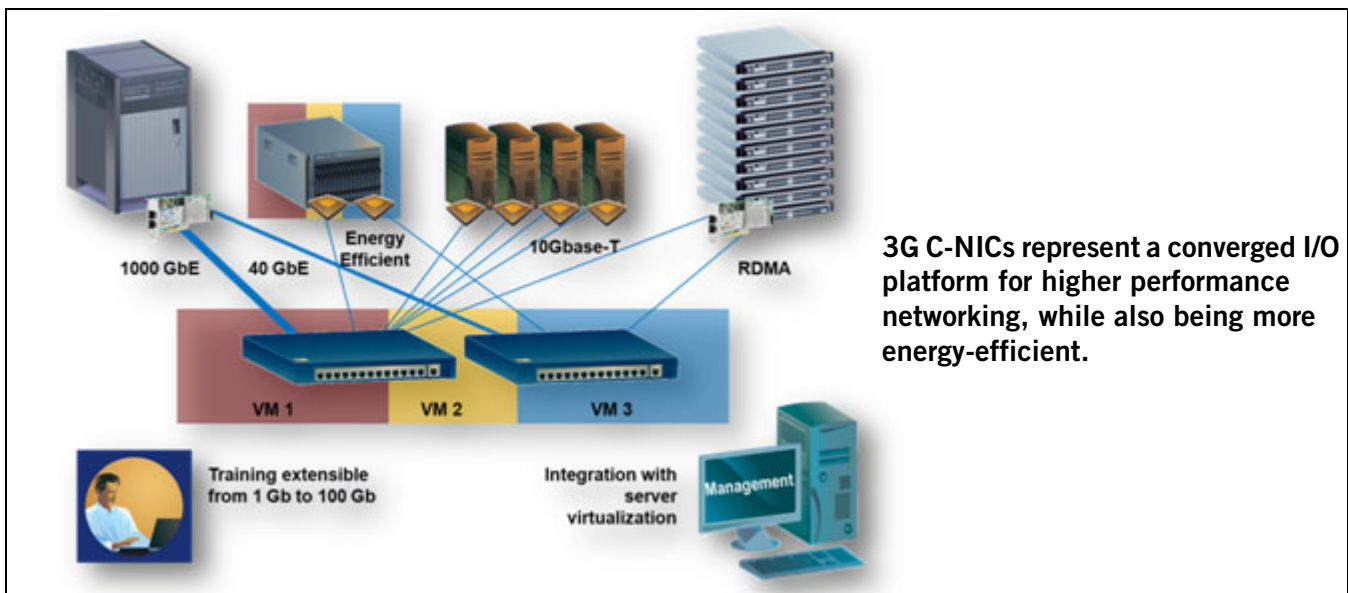 1000 GbE
40 GbE
Energy
Efficient
10Gbase-T
RDMA
3G C-NICs represent a converged I/O
platform for higher performance
networking, while also being more
energy-efficient.
VM 1
VM 2
VM 3
Training extensible
from 1 Gb to 100 Gb
Integration with
server
virtualization
Management